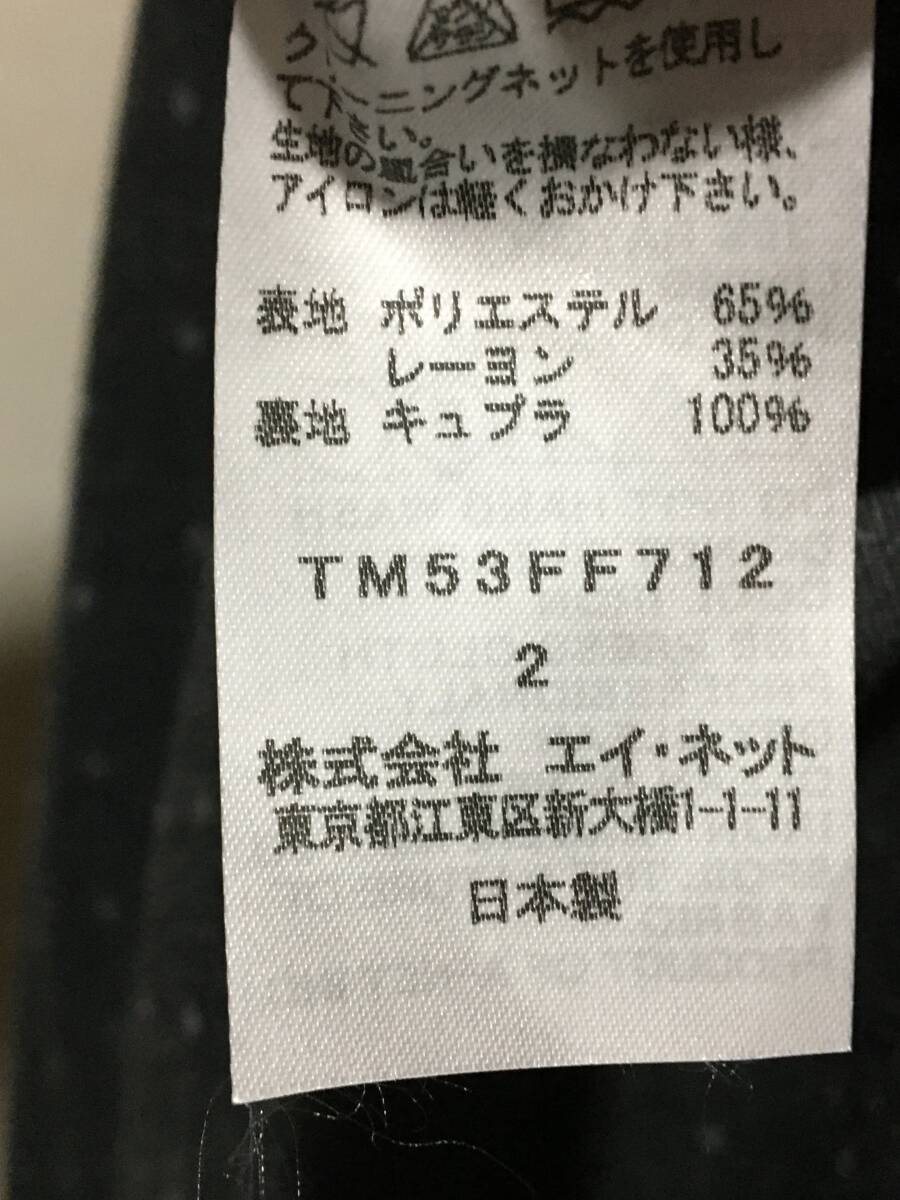 クリーニングネットを使用し
て下さい。
生地の風合いを損なわない様、
アイロンは軽くおかけ下さい。
表地 ポリエステル 65%
レーヨン 35%
裏地 キュプラ 100%
TM53FF712
2
株式会社 エイ・ネット
東京都江東区新大橋1-1-11
日本製